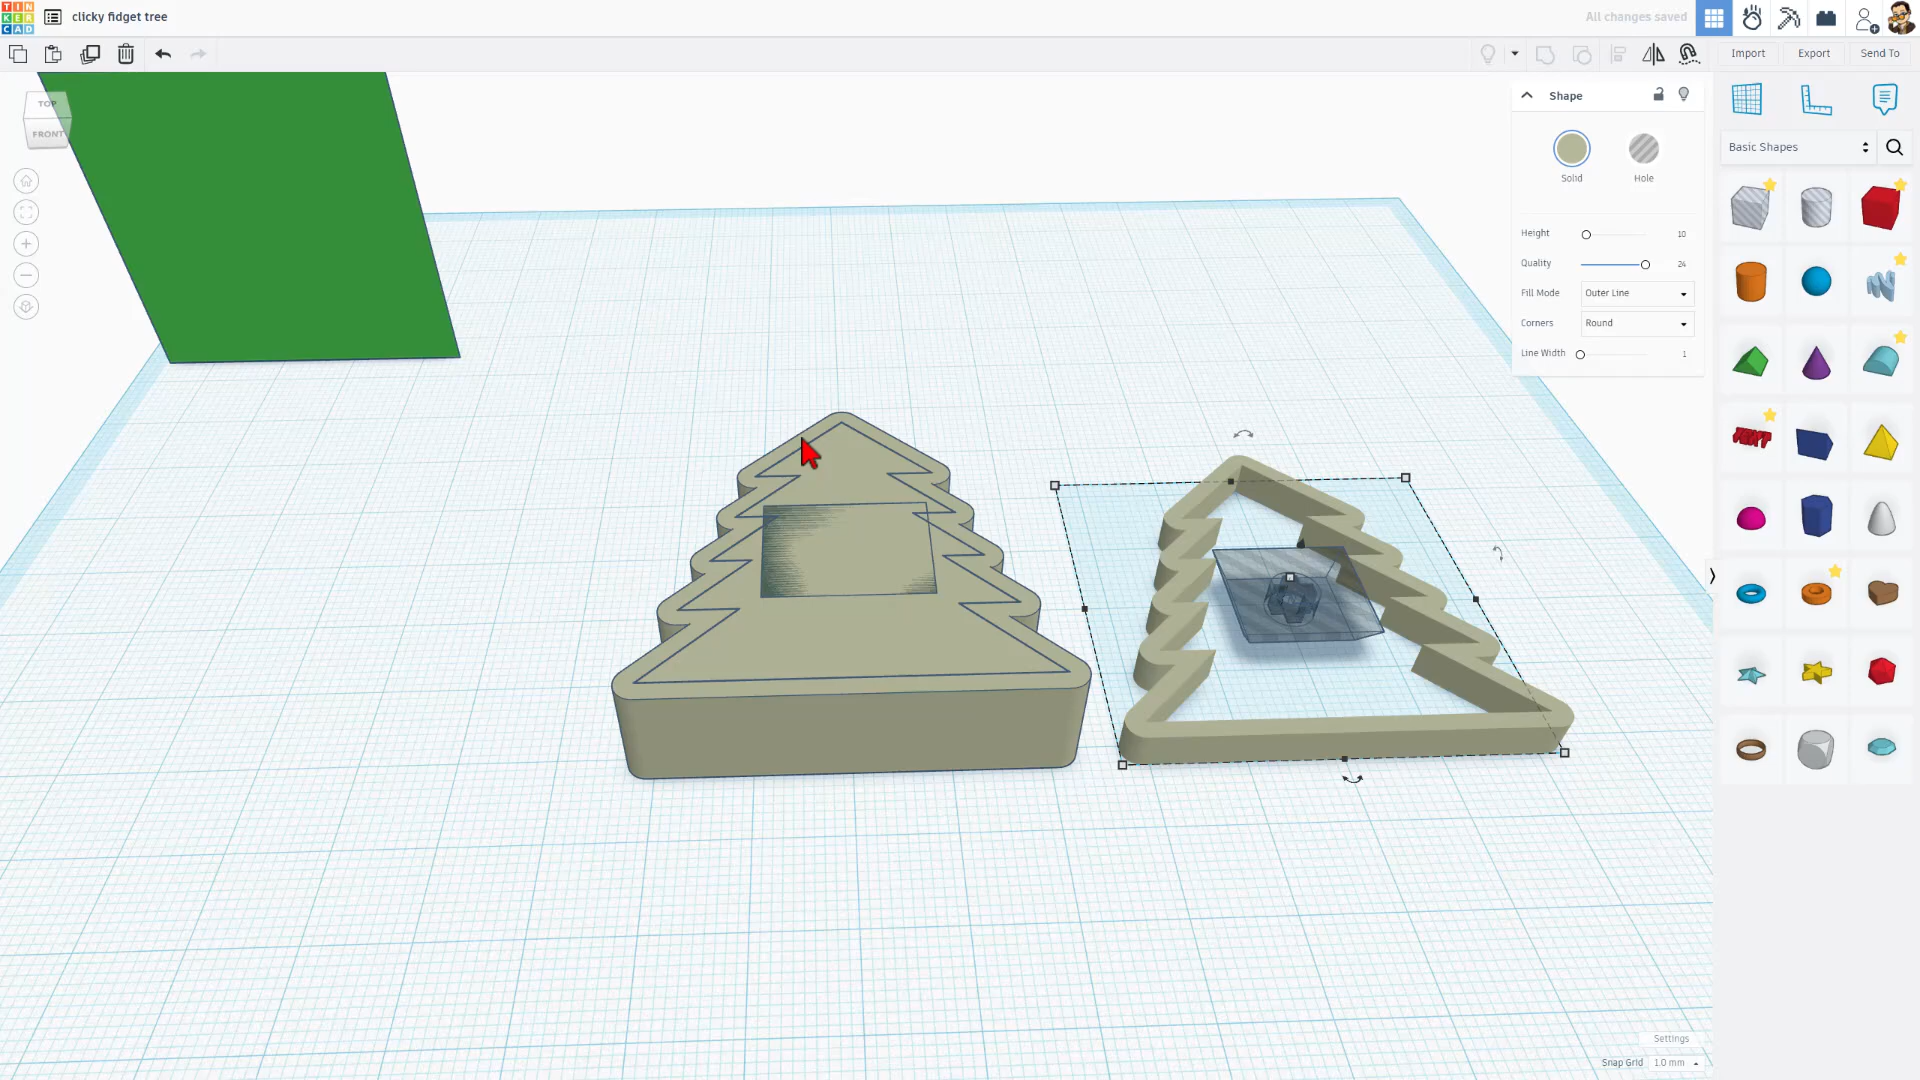 TIN
KER
CAD
clicky fidget tree
All changes saved
Import
Export
Send To
TOP
FRONT
Shape
Solid
Hole
Height
10
Quality
24
Fill Mode
Outer Line
Corners
Round
Line Width
1
Basic Shapes
TEXT
Settings
Snap Grid
1.0 mm